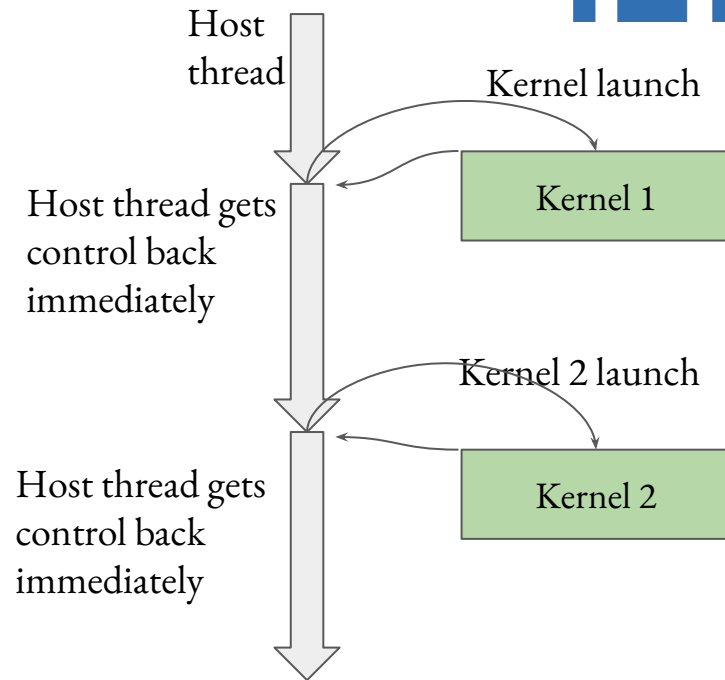 Host
thread
Kernel launch
Kernel 1
Host thread gets
control back
immediately
Kernel 2 launch
Kernel 2
Host thread gets
control back
immediately